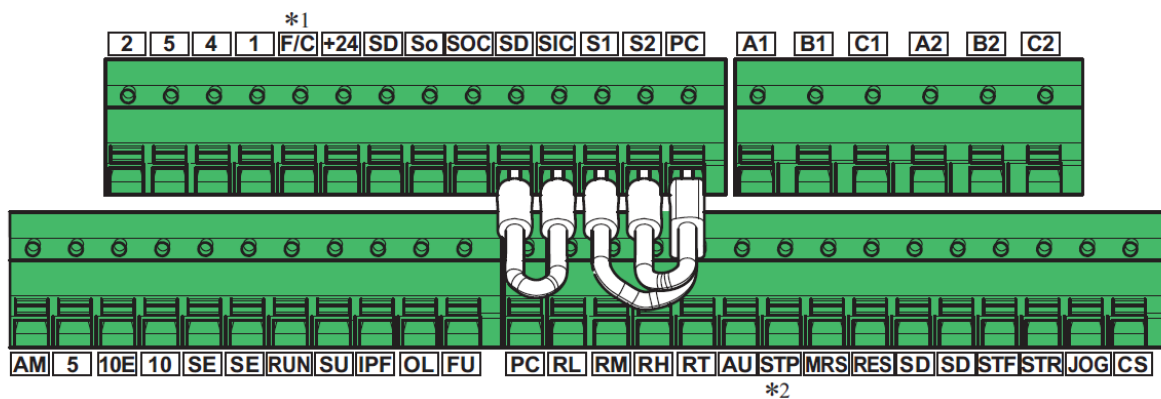 *1
2 5 4 1 F/C +24 SD So SOC SD SIC S1 S2 PC A1 B1 C1 A2 B2 C2
AM 5 10E 10 SE SE RUN SU IPF OL FU PC RL RM RH RT AU STP MRS RES SD SD STF STR JOG CS
*2